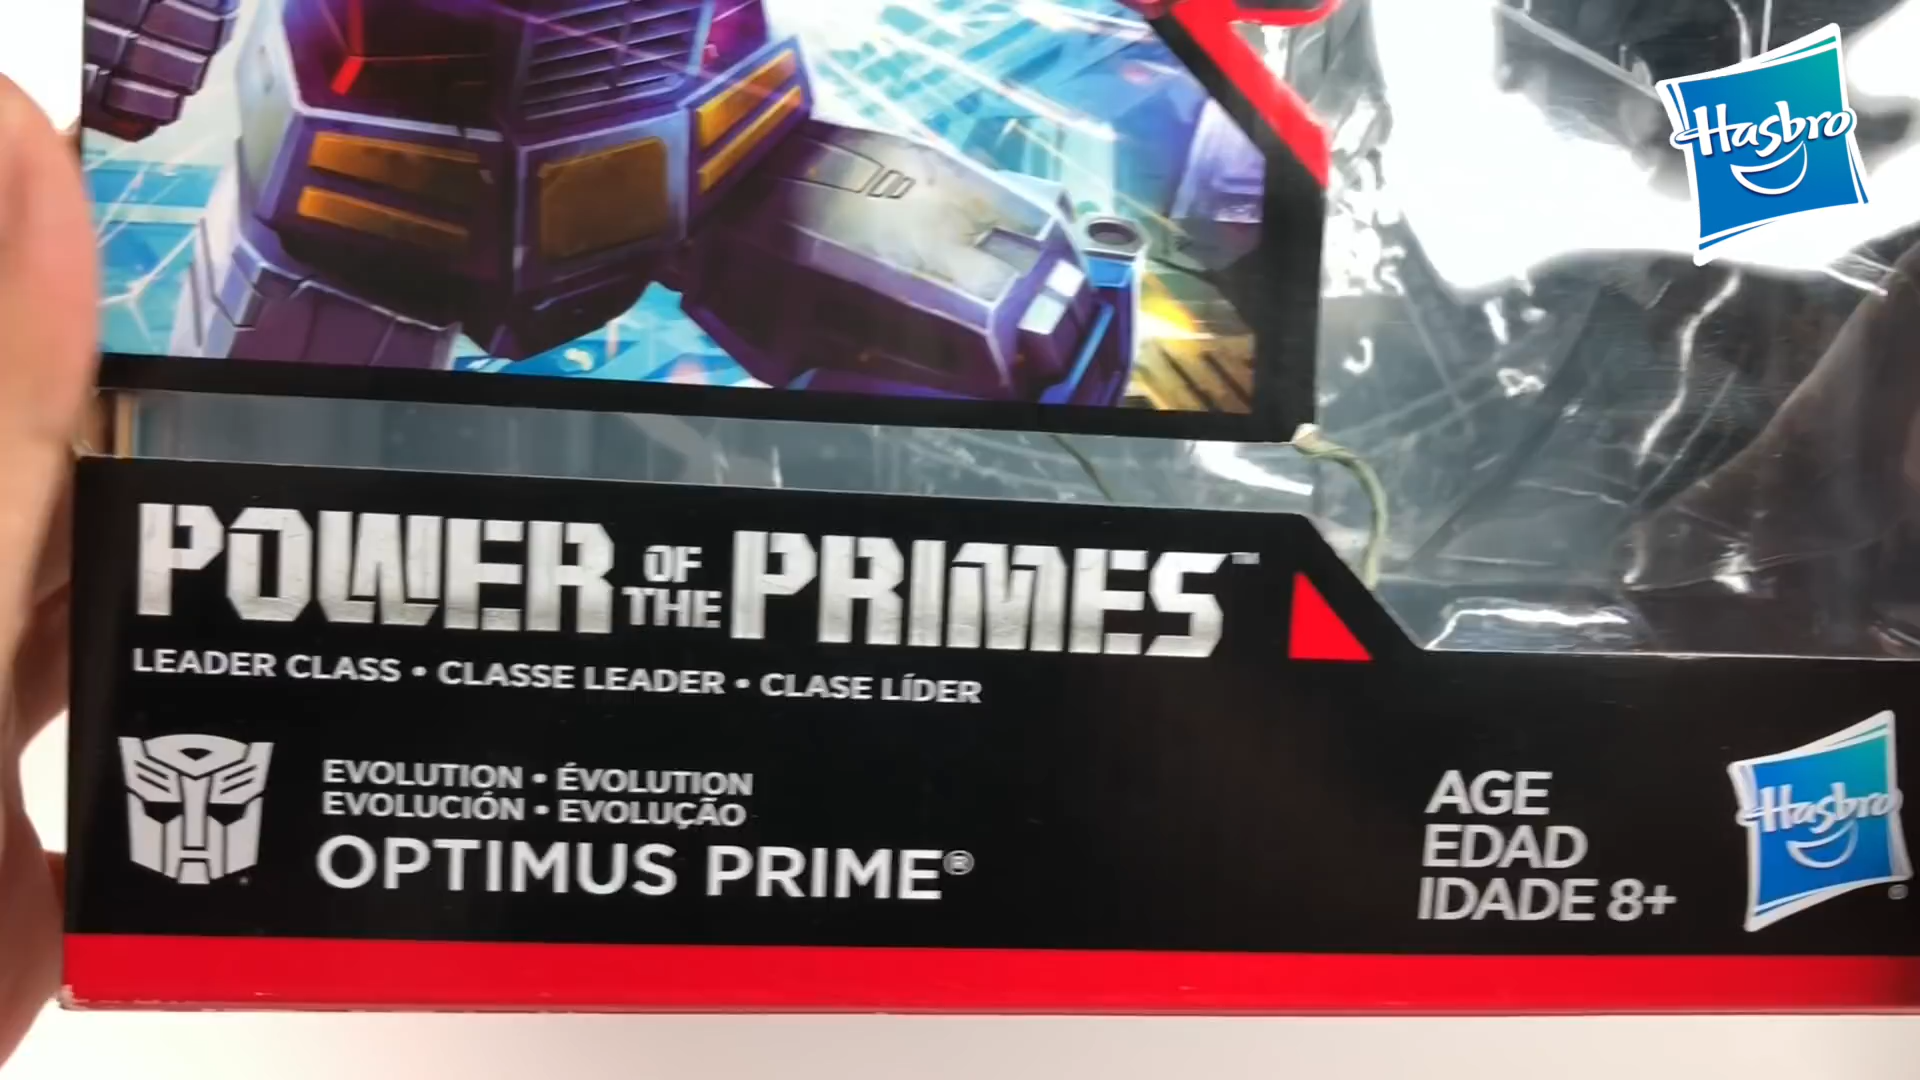 Hasbro
POWER OF THE PRIMES™
LEADER CLASS • CLASSE LEADER • CLASE LÍDER
EVOLUTION • ÉVOLUTION
EVOLUCIÓN • EVOLUÇÃO
OPTIMUS PRIME®
AGE
EDAD
IDADE 8+
Hasbro®